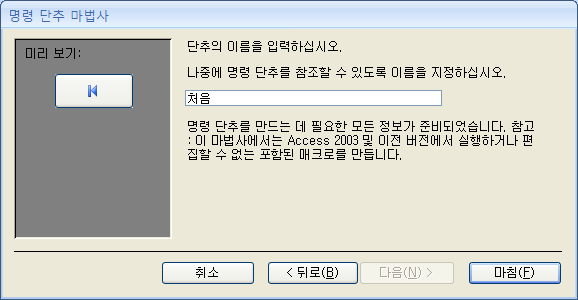 명령 단추 마법사
미리 보기:
단추의 이름을 입력하십시오.
나중에 명령 단추를 참조할 수 있도록 이름을 지정하십시오.
처음
명령 단추를 만드는 데 필요한 모든 정보가 준비되었습니다. 참고
: 이 마법사에서는 Access 2003 및 이전 버전에서 실행하거나 편
집할 수 없는 포함된 매크로를 만듭니다.
취소
< 뒤로(B)
다음(N) >
마침(F)